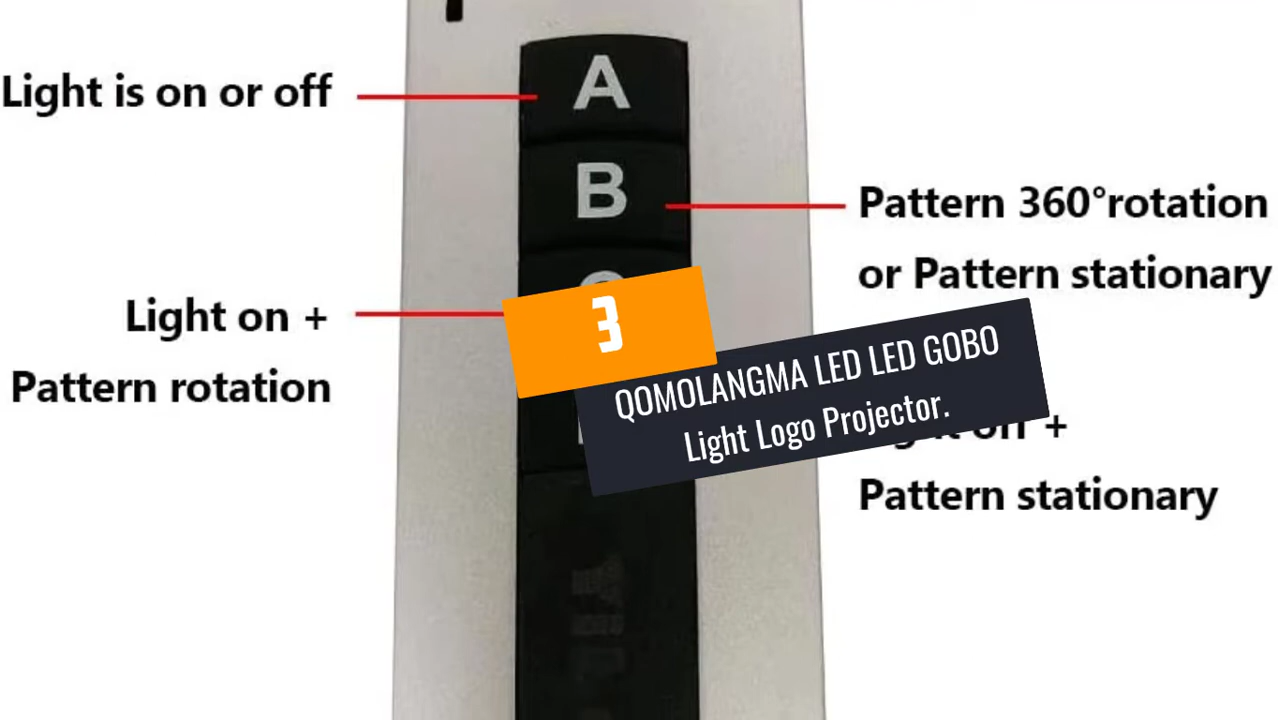 Light is on or off
A
B
Pattern 360°rotation
or Pattern stationary
Light on +
Pattern rotation
3
QOMOLANGMA LED LED GOBO
Light Logo Projector.
+
Pattern stationary